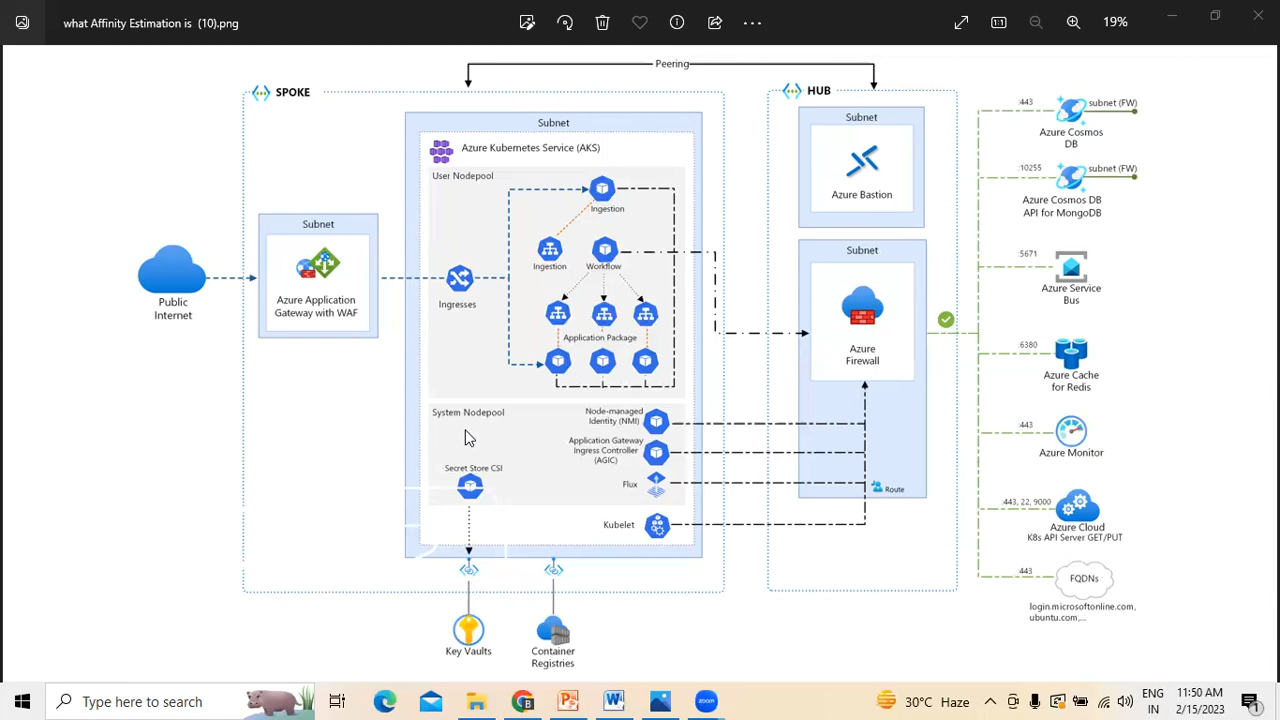 what Affinity Estimation is (10).png
19%
Peering
SPOKE
HUB
Subnet
Azure Kubernetes Service (AKS)
User Nodepool
Ingestion
Ingestion
Workflow
Ingresses
Application Package
Subnet
Azure Application
Gateway with WAF
Public
Internet
System Nodepool
Node-managed
Identity (NMI)
Application Gateway
Ingress Controller
(AGIC)
Secret Store CSI
Flux
Kubelet
Key Vaults
Container
Registries
Subnet
Azure Bastion
Subnet
Azure
Firewall
Route
:443
subnet (FW)
Azure Cosmos
DB
:10255
subnet (FW)
Azure Cosmos DB
API for MongoDB
:5671
Azure Service
Bus
:6380
Azure Cache
for Redis
:443
Azure Monitor
:443, 22, 9000
Azure Cloud
K8s API Server GET/PUT
:443
FQDNs
login.microsoftonline.com,
ubuntu.com,...
Type here to search
zoom
30°C Haze
ENG
IN
11:50 AM
2/15/2023
1